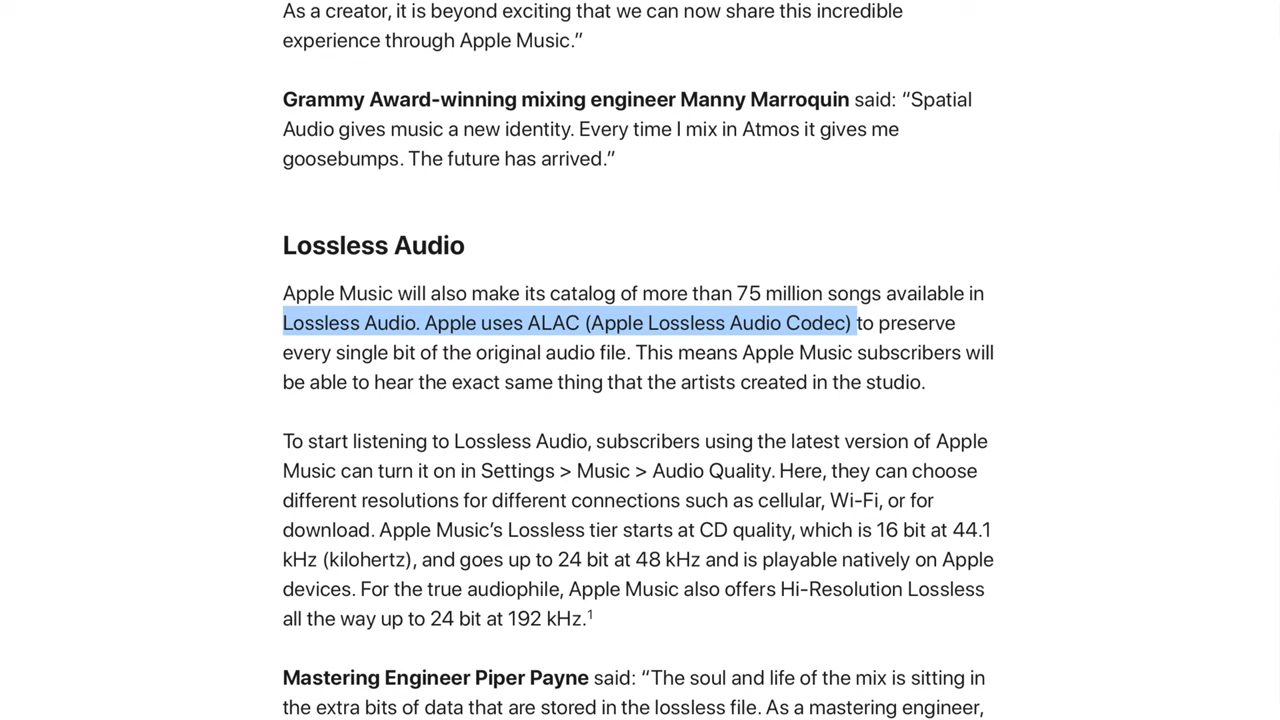 As a creator, it is beyond exciting that we can now share this incredible
experience through Apple Music.”
Grammy Award-winning mixing engineer Manny Marroquin said: “Spatial
Audio gives music a new identity. Every time I mix in Atmos it gives me
goosebumps. The future has arrived.”
Lossless Audio
Apple Music will also make its catalog of more than 75 million songs available in
Lossless Audio. Apple uses ALAC (Apple Lossless Audio Codec) to preserve
every single bit of the original audio file. This means Apple Music subscribers will
be able to hear the exact same thing that the artists created in the studio.
To start listening to Lossless Audio, subscribers using the latest version of Apple
Music can turn it on in Settings > Music > Audio Quality. Here, they can choose
different resolutions for different connections such as cellular, Wi-Fi, or for
download. Apple Music’s Lossless tier starts at CD quality, which is 16 bit at 44.1
kHz (kilohertz), and goes up to 24 bit at 48 kHz and is playable natively on Apple
devices. For the true audiophile, Apple Music also offers Hi-Resolution Lossless
all the way up to 24 bit at 192 kHz.¹
Mastering Engineer Piper Payne said: “The soul and life of the mix is sitting in
the extra bits of data that are stored in the lossless file. As a mastering engineer,